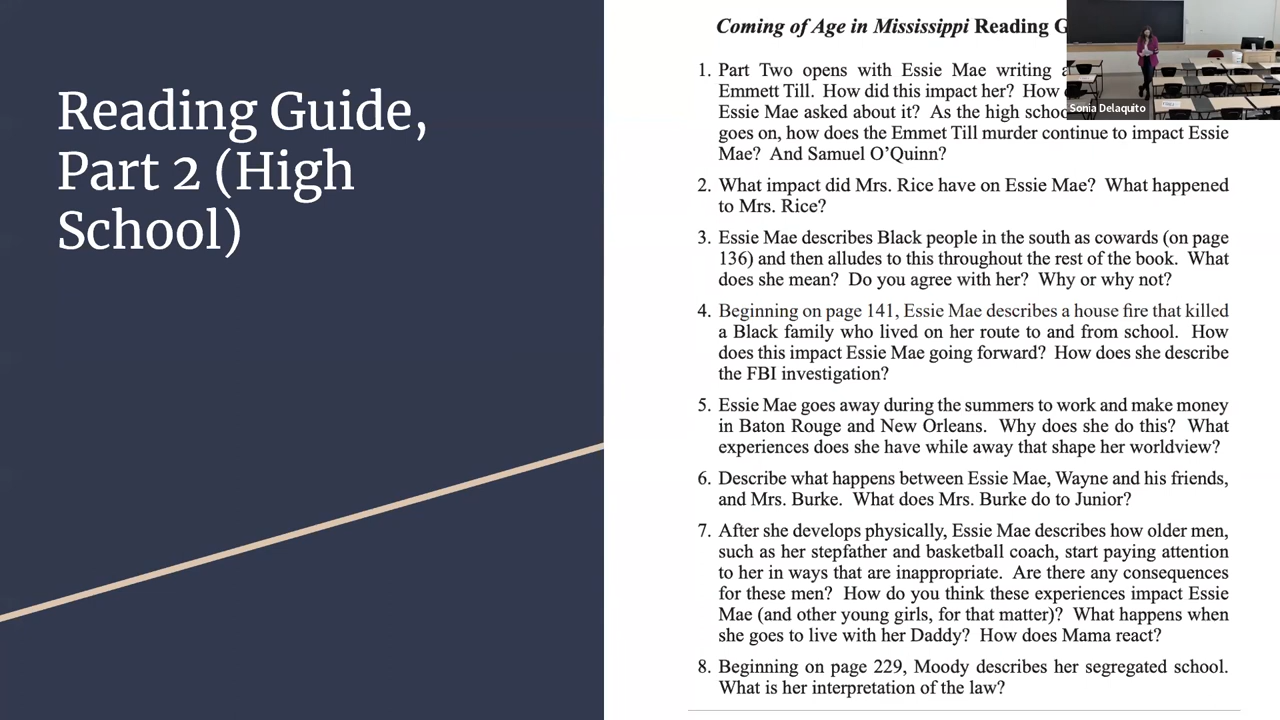 Reading Guide,
Part 2 (High
School)
Coming of Age in Mississippi Reading
1. Part Two opens with Essie Mae writing
Emmett Till. How did this impact her? How
Essie Mae asked about it? As the high
goes on, how does the Emmet Till murder continue to impact Essie
Mae? And Samuel O’Quinn?
2. What impact did Mrs. Rice have on Essie Mae? What happened
to Mrs. Rice?
3. Essie Mae describes Black people in the south as cowards (on page
136) and then alludes to this throughout the rest of the book. What
does she mean? Do you agree with her? Why or why not?
4. Beginning on page 141, Essie Mae describes a house fire that killed
a Black family who lived on her route to and from school. How
does this impact Essie Mae going forward? How does she describe
the FBI investigation?
5. Essie Mae goes away during the summers to work and make money
in Baton Rouge and New Orleans. Why does she do this? What
experiences does she have while away that shape her worldview?
6. Describe what happens between Essie Mae, Wayne and his friends,
and Mrs. Burke. What does Mrs. Burke do to Junior?
7. After she develops physically, Essie Mae describes how older men,
such as her stepfather and basketball coach, start paying attention
to her in ways that are inappropriate. Are there any consequences
for these men? How do you think these experiences impact Essie
Mae (and other young girls, for that matter)? What happens when
she goes to live with her Daddy? How does Mama react?
8. Beginning on page 229, Moody describes her segregated school.
What is her interpretation of the law?
Sonia Delaquito